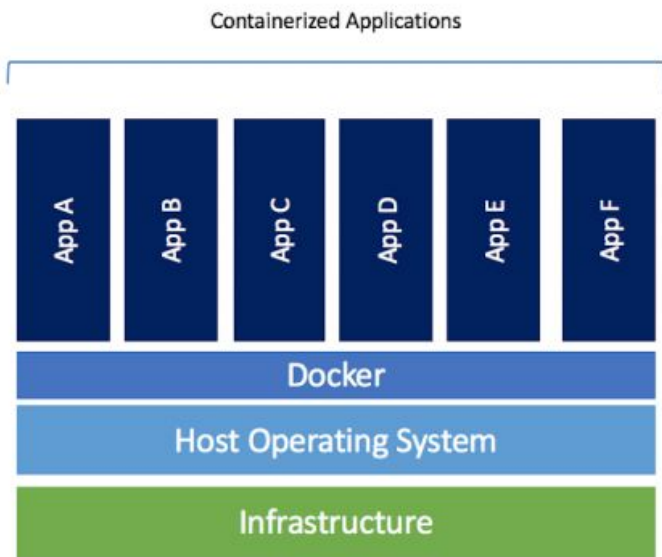 Containerized Applications
App A
App B
App C
App D
App E
App F
Docker
Host Operating System
Infrastructure